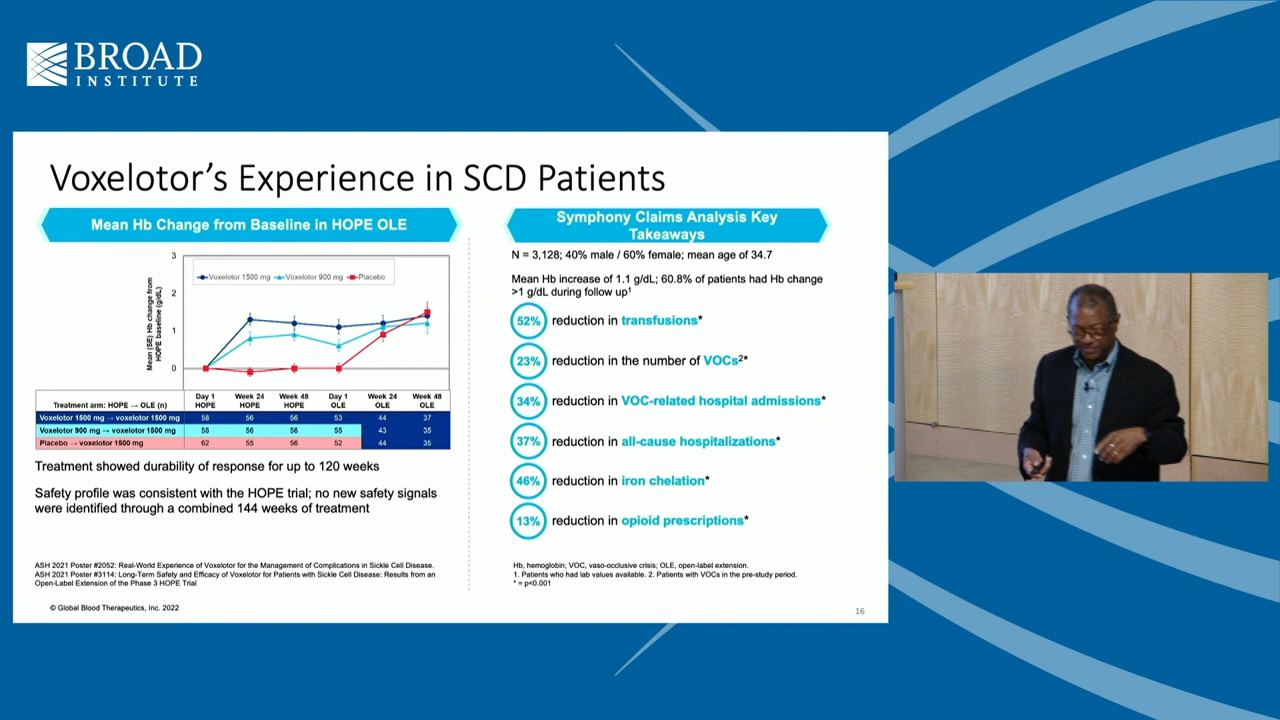 BROAD
INSTITUTE
Voxelotor’s Experience in SCD Patients
Mean Hb Change from Baseline in HOPE OLE
Mean (SE) Hb change from
HOPE baseline (g/dL)
3
2
1
0
Voxelotor 1500 mg Voxelotor 900 mg Placebo
Treatment arm: HOPE → OLE (n) Day 1 HOPE Week 24 HOPE Week 48 HOPE Day 1 OLE Week 24 OLE Week 48 OLE
Voxelotor 1500 mg → voxelotor 1500 mg 58 56 56 53 44 37
Voxelotor 900 mg → voxelotor 1500 mg 58 56 56 55 43 35
Placebo → voxelotor 1500 mg 62 55 56 52 44 35
Treatment showed durability of response for up to 120 weeks
Safety profile was consistent with the HOPE trial; no new safety signals
were identified through a combined 144 weeks of treatment
ASH 2021 Poster #2052: Real-World Experience of Voxelotor for the Management of Complications in Sickle Cell Disease.
ASH 2021 Poster #3114: Long-Term Safety and Efficacy of Voxelotor for Patients with Sickle Cell Disease: Results from an
Open-Label Extension of the Phase 3 HOPE Trial
© Global Blood Therapeutics, Inc. 2022
Symphony Claims Analysis Key
Takeaways
N = 3,128; 40% male / 60% female; mean age of 34.7
Mean Hb increase of 1.1 g/dL; 60.8% of patients had Hb change
>1 g/dL during follow up¹
52% reduction in transfusions*
23% reduction in the number of VOCs²*
34% reduction in VOC-related hospital admissions*
37% reduction in all-cause hospitalizations*
46% reduction in iron chelation*
13% reduction in opioid prescriptions*
Hb, hemoglobin; VOC, vaso-occlusive crisis; OLE, open-label extension.
1. Patients who had lab values available. 2. Patients with VOCs in the pre-study period.
* = p<0.001
16